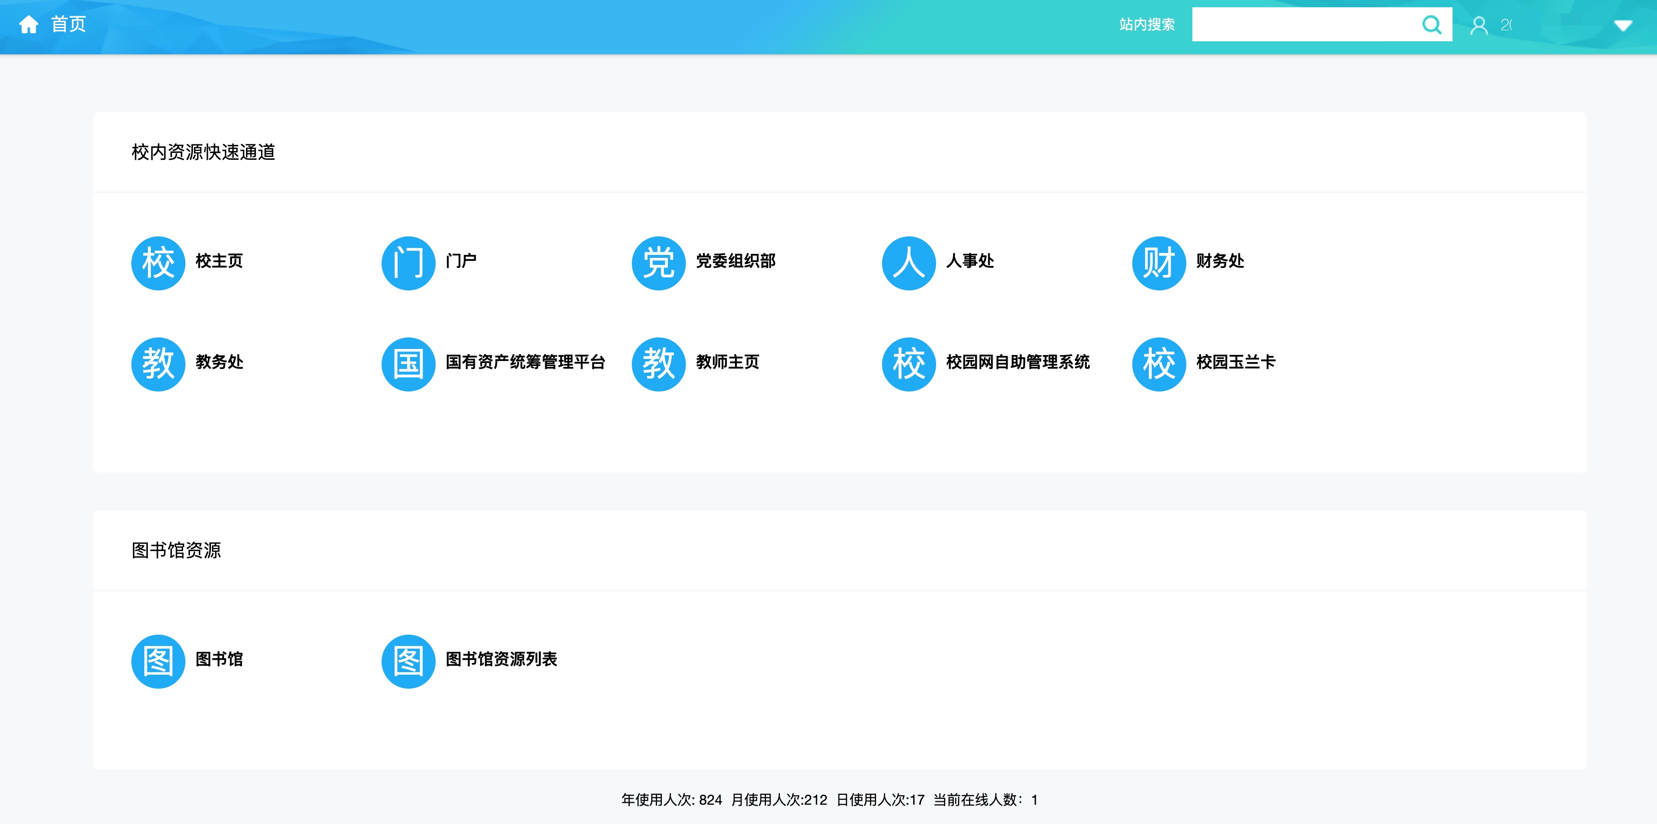 首页 站内搜索 2
校内资源快速通道
校 校主页 门 门户 党 党委组织部 人 人事处 财 财务处
教 教务处 国 国有资产统筹管理平台 教 教师主页 校 校园网自助管理系统 校 校园玉兰卡
图书馆资源
图 图书馆 图 图书馆资源列表
年使用人次: 824 月使用人次:212 日使用人次:17 当前在线人数：1